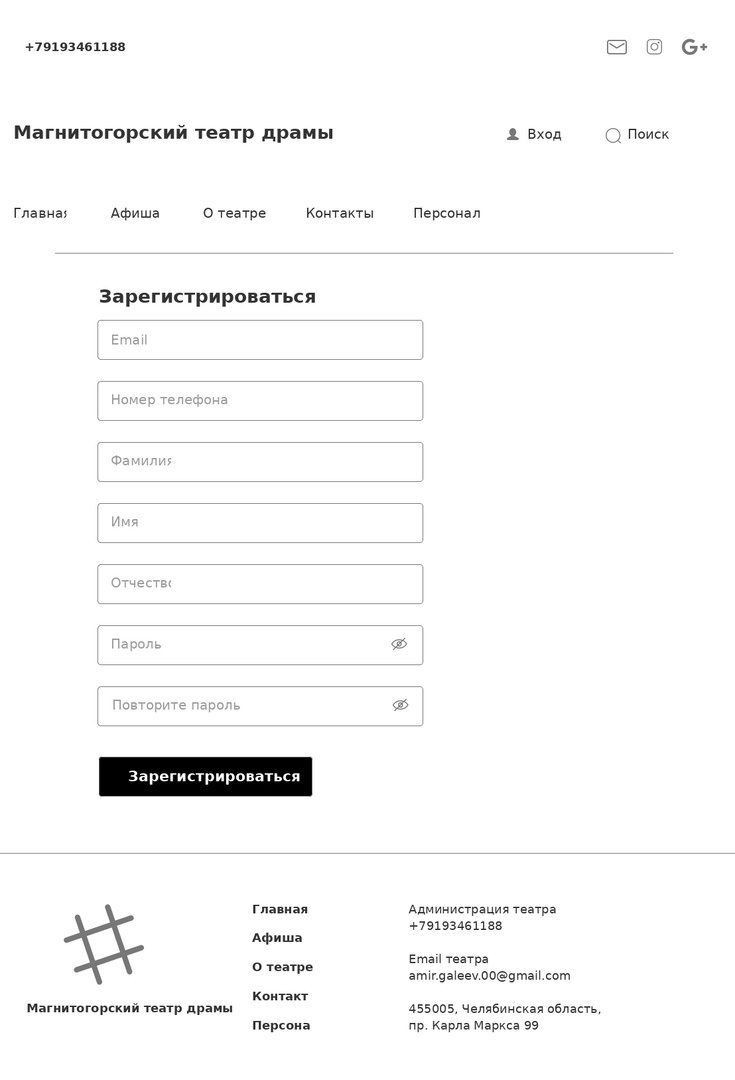 +79193461188
Магнитогорский театр драмы
Вход
Поиск
Главная
Афиша
О театре
Контакты
Персонал
Зарегистрироваться
Email
Номер телефона
Фамилия
Имя
Отчество
Пароль
Повторите пароль
Зарегистрироваться
Магнитогорский театр драмы
Главная
Афиша
О театре
Контакт
Персона
Администрация театра
+79193461188
Email театра
amir.galeev.00@gmail.com
455005, Челябинская область,
пр. Карла Маркса 99